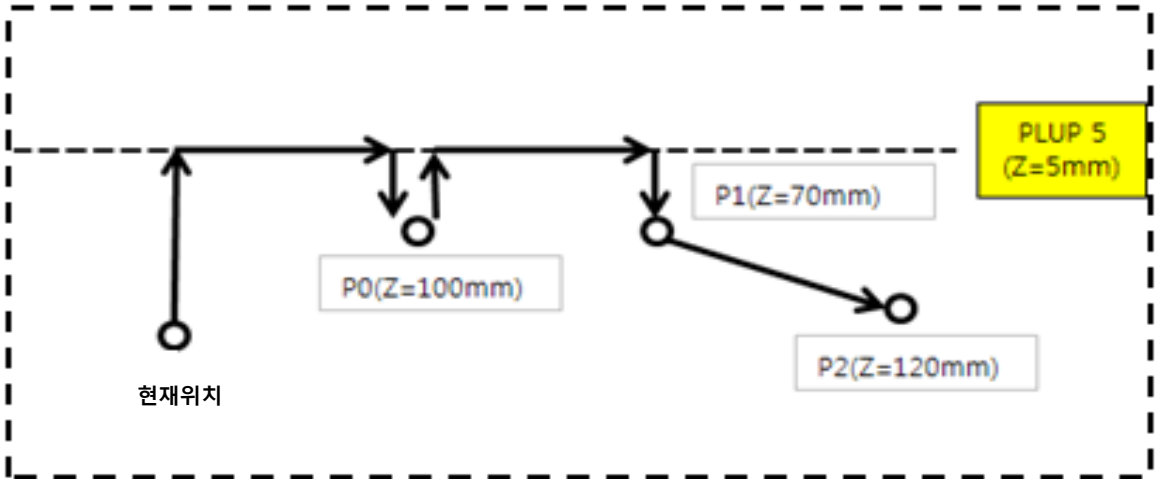 PLUP 5
(Z=5mm)
P1(Z=70mm)
P0(Z=100mm)
P2(Z=120mm)
현재위치